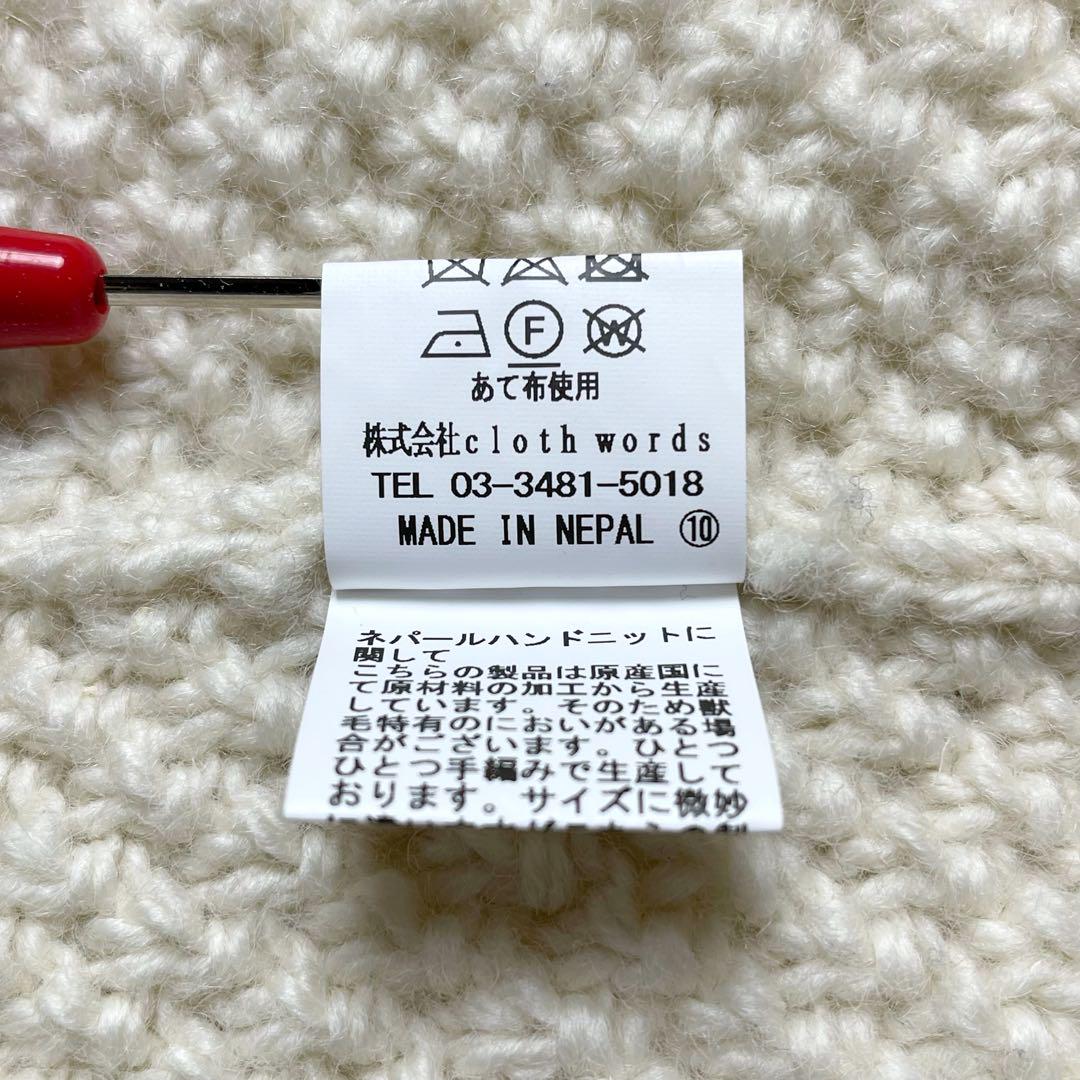 F W
あて布使用
株式会社cloth words
TEL 03-3481-5018
MADE IN NEPAL ⑩
ネパールハンドニットに
関して
こちらの製品は原産国に
て原材料の加工から生産
しています。そのため獣
毛特有のにおいがある場
合がございます。ひとつ
ひとつ手編みで生産して
おります。サイズに微妙